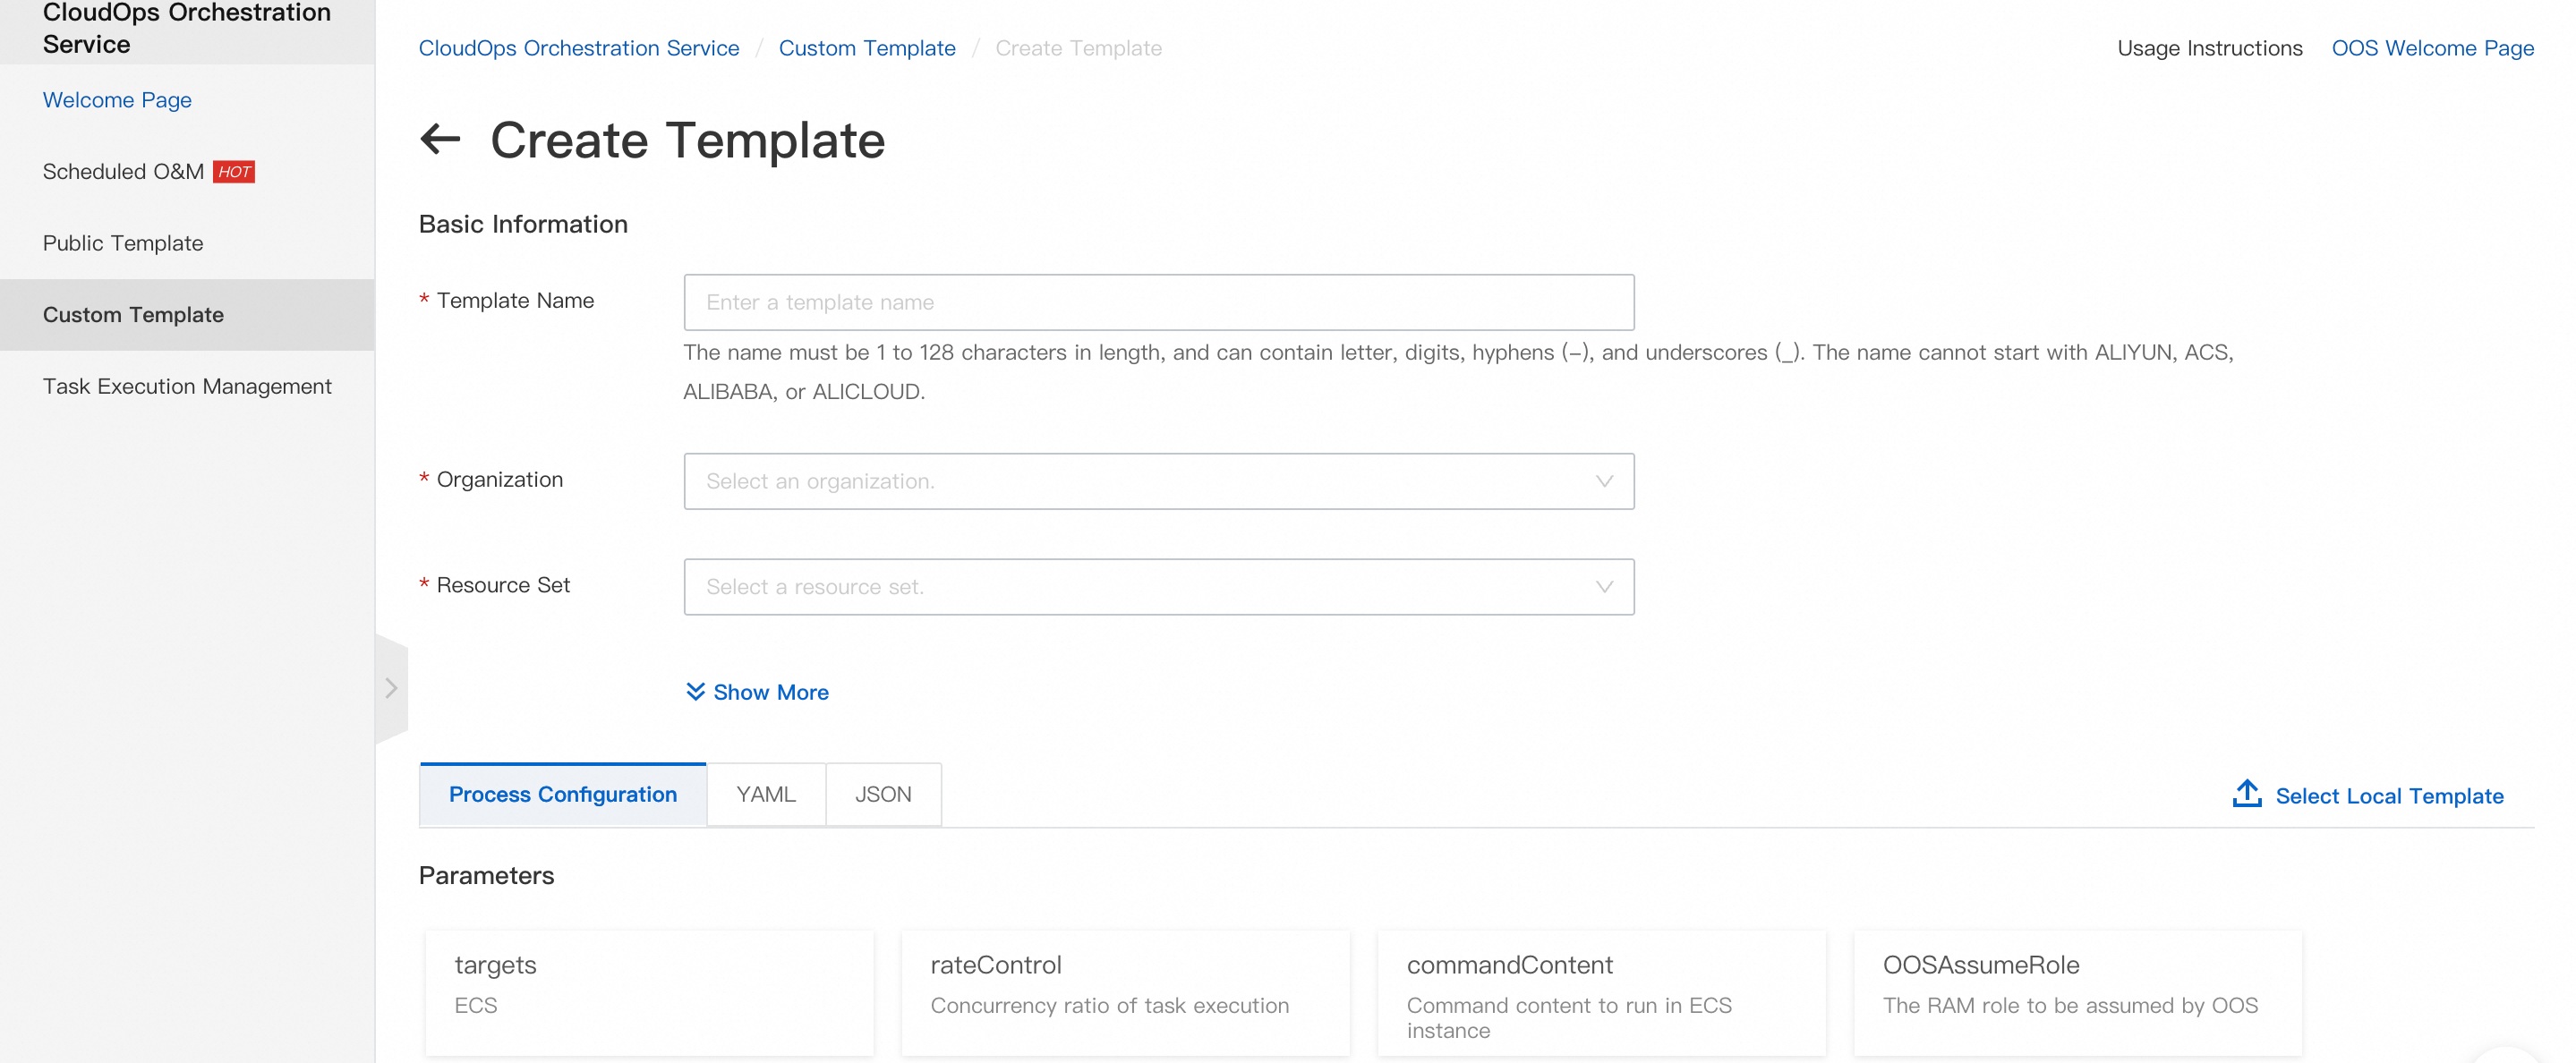 CloudOps Orchestration
Service
Welcome Page
Scheduled O&M HOT
Public Template
Custom Template
Task Execution Management
CloudOps Orchestration Service / Custom Template / Create Template
Usage Instructions OOS Welcome Page
← Create Template
Basic Information
* Template Name
Enter a template name
The name must be 1 to 128 characters in length, and can contain letter, digits, hyphens (-), and underscores (_). The name cannot start with ALIYUN, ACS,
ALIBABA, or ALICLOUD.
* Organization
Select an organization.
* Resource Set
Select a resource set.
Show More
Process Configuration YAML JSON
Select Local Template
Parameters
targets
ECS
rateControl
Concurrency ratio of task execution
commandContent
Command content to run in ECS
instance
OOSAssumeRole
The RAM role to be assumed by OOS